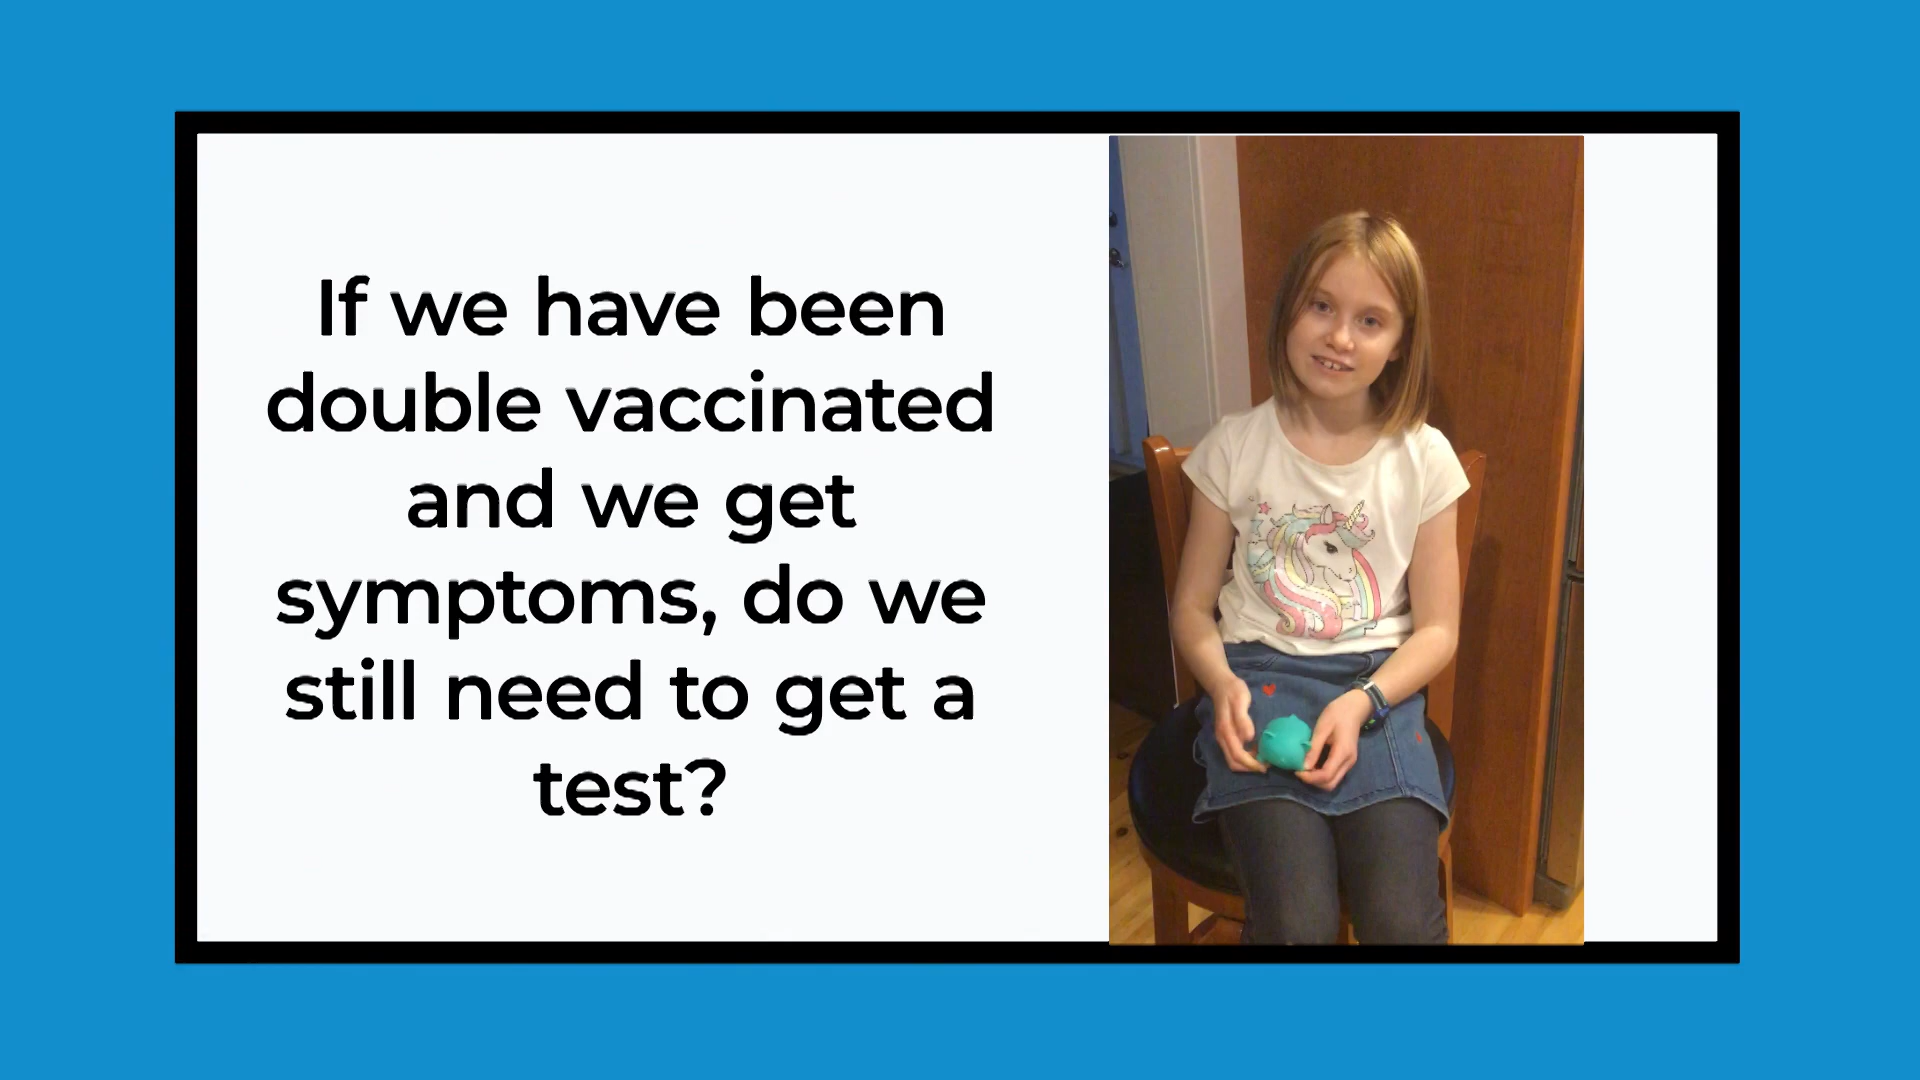 If we have been
double vaccinated
and we get
symptoms, do we
still need to get a
test?